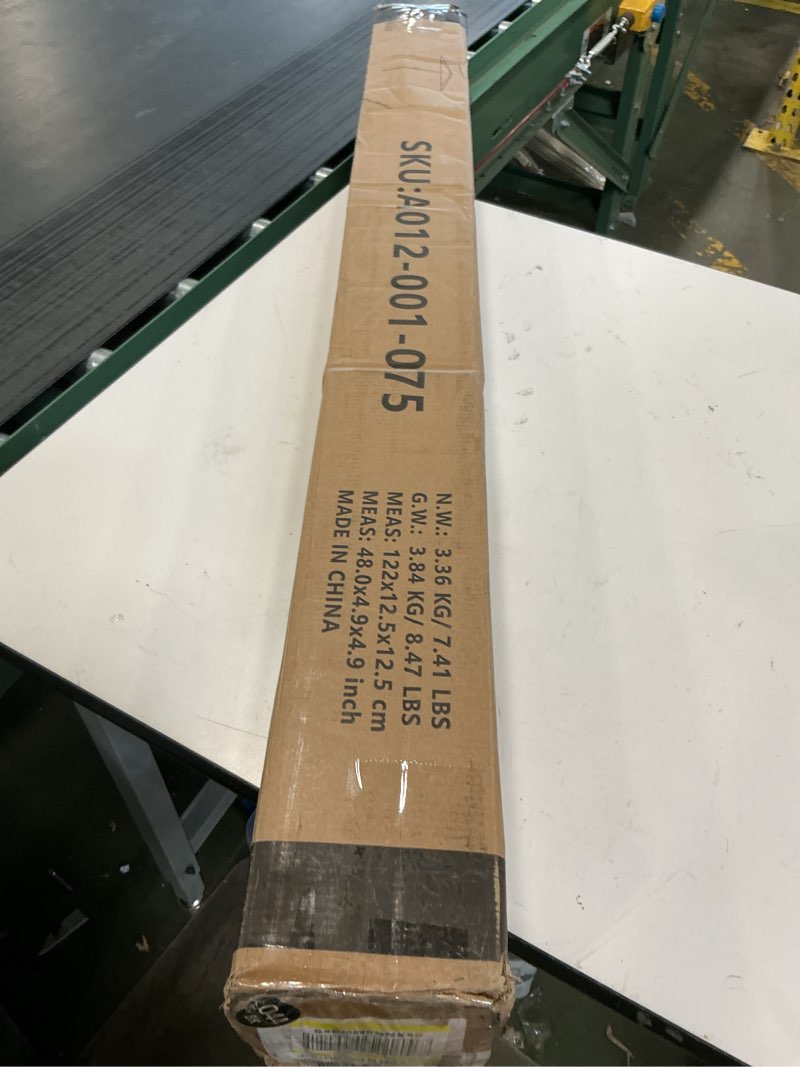 SKU:A012-001-075
N.W.: 3.36 KG/ 7.41 LBS
G.W.: 3.84 KG/ 8.47 LBS
MEAS: 122x12.5x12.5 cm
MEAS: 48.0x4.9x4.9 inch
MADE IN CHINA